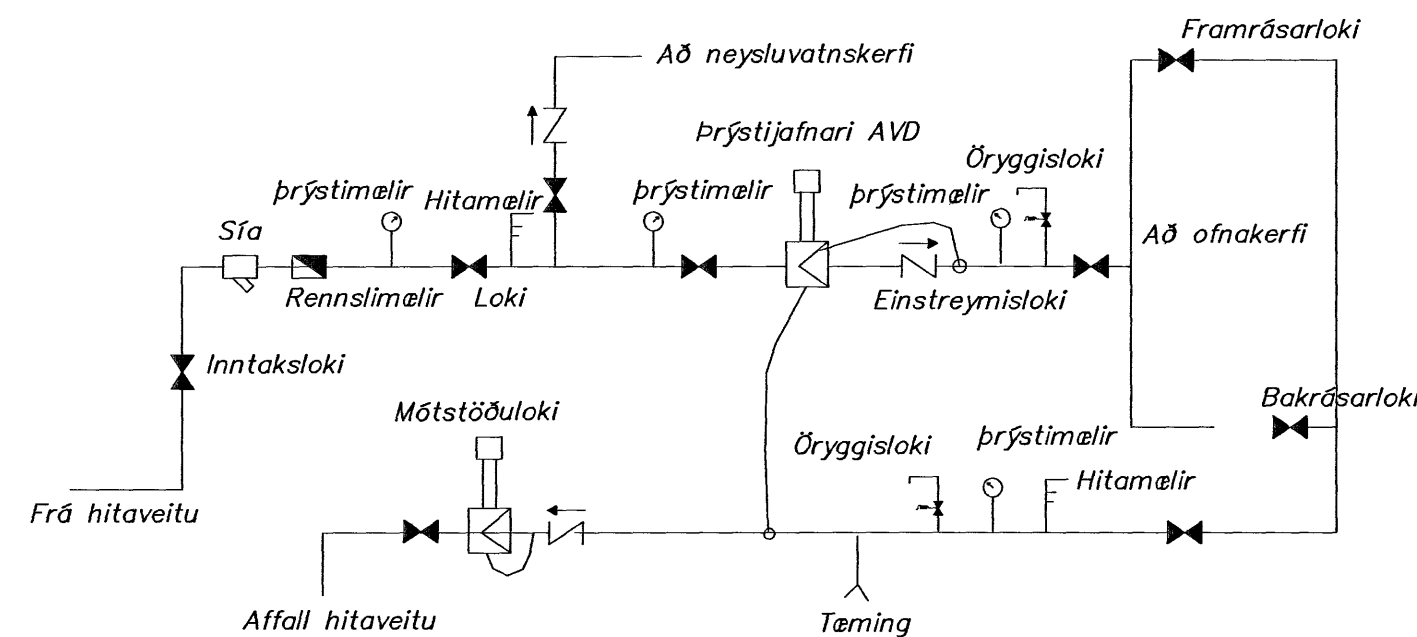 Framrásarloki
Að neysluvatnskerfi
Þrýstijafnari AVD
Öryggisloki
þrýstimælir
Hitamælir
þrýstimælir
þrýstimælir
Sía
Að ofnakerfi
Rennslimælir
Loki
Einstreymisloki
Inntaksloki
Bakrásarloki
Mótstöðuloki
Öryggisloki
þrýstimælir
Hitamælir
Frá hitaveitu
Affall hitaveitu
Tæming